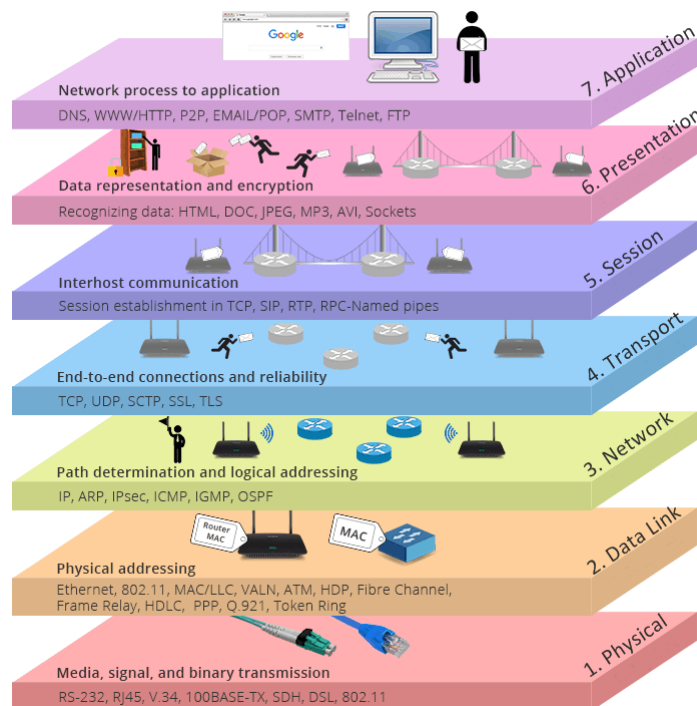 Google
7. Application
Network process to application
DNS, WWW/HTTP, P2P, EMAIL/POP, SMTP, Telnet, FTP
6. Presentation
Data representation and encryption
Recognizing data: HTML, DOC, JPEG, MP3, AVI, Sockets
5. Session
Interhost communication
Session establishment in TCP, SIP, RTP, RPC-Named pipes
4. Transport
End-to-end connections and reliability
TCP, UDP, SCTP, SSL, TLS
3. Network
Path determination and logical addressing
IP, ARP, IPsec, ICMP, IGMP, OSPF
Router
MAC
MAC
2. Data Link
Physical addressing
Ethernet, 802.11, MAC/LLC, VALN, ATM, HDP, Fibre Channel,
Frame Relay, HDLC, PPP, Q.921, Token Ring
1. Physical
Media, signal, and binary transmission
RS-232, RJ45, V.34, 100BASE-TX, SDH, DSL, 802.11